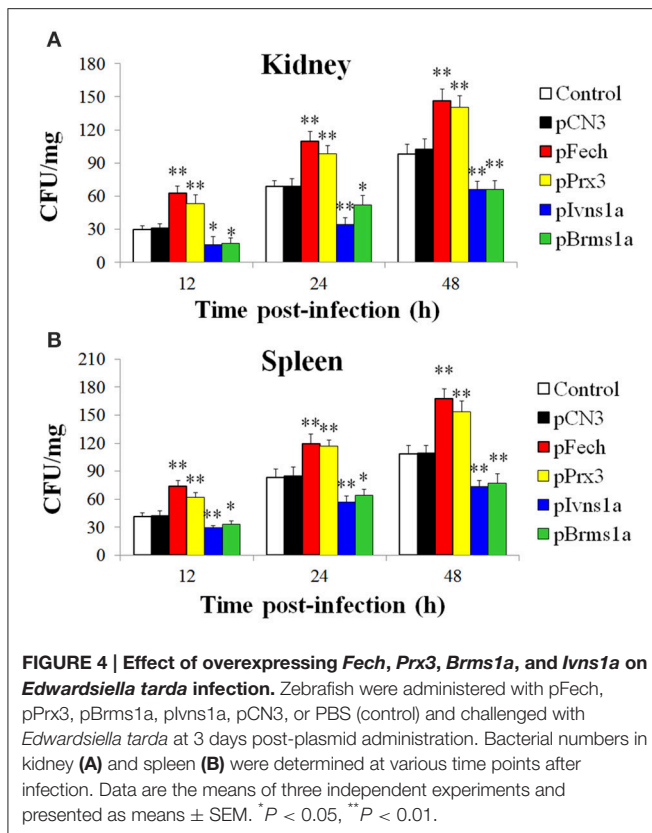 A
Kidney
CFU/mg
180
150
120
90
60
30
0
** ** ** ** ** **
* * ** * ** **
12 24 48
Time post-infection (h)
Control
pCN3
pFech
pPrx3
pIvns1a
pBrms1a
B
Spleen
CFU/mg
210
180
150
120
90
60
30
0
** ** ** ** ** **
** * ** * ** **
12 24 48
Time post-infection (h)
Control
pCN3
pFech
pPrx3
pIvns1a
pBrms1a
FIGURE 4 | Effect of overexpressing Fech, Prx3, Brms1a, and Ivns1a on
Edwardsiella tarda infection. Zebrafish were administered with pFech,
pPrx3, pBrms1a, pIvns1a, pCN3, or PBS (control) and challenged with
Edwardsiella tarda at 3 days post-plasmid administration. Bacterial numbers in
kidney (A) and spleen (B) were determined at various time points after
infection. Data are the means of three independent experiments and
presented as means ± SEM. *P < 0.05, **P < 0.01.